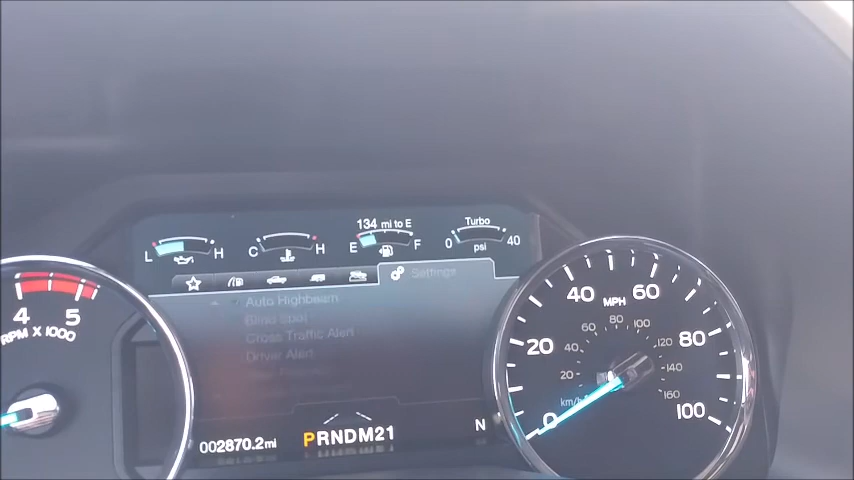 134 mi to E
Turbo
L H
C H
E F
0 40
psi
Settings
Auto Highbeam
Blind Spot
Cross Traffic Alert
Driver Alert
4 5
RPM X 1000
0 20 40 60 80 100
MPH
20 40 60 80 100 120 140 160
km/h
N
002870.2mi
PRNDM21